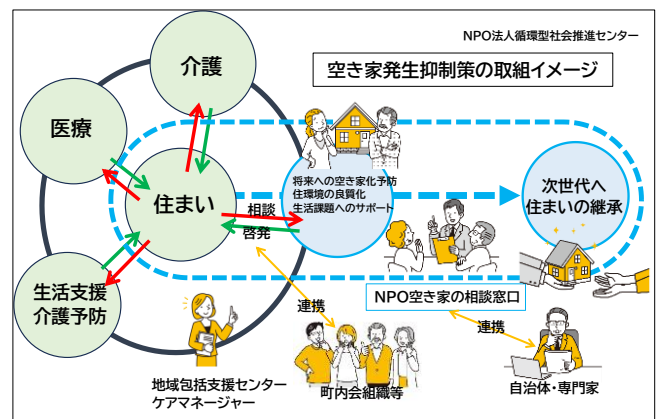 NPO法人循環型社会推進センター
空き家発生抑制策の取組イメージ
介護
医療
住まい
生活支援
介護予防
相談
啓発
将来への空き家化予防
住環境の良質化
生活課題へのサポート
次世代へ
住まいの継承
NPO空き家の相談窓口
連携
連携
地域包括支援センター
ケアマネージャー
町内会組織等
自治体・専門家